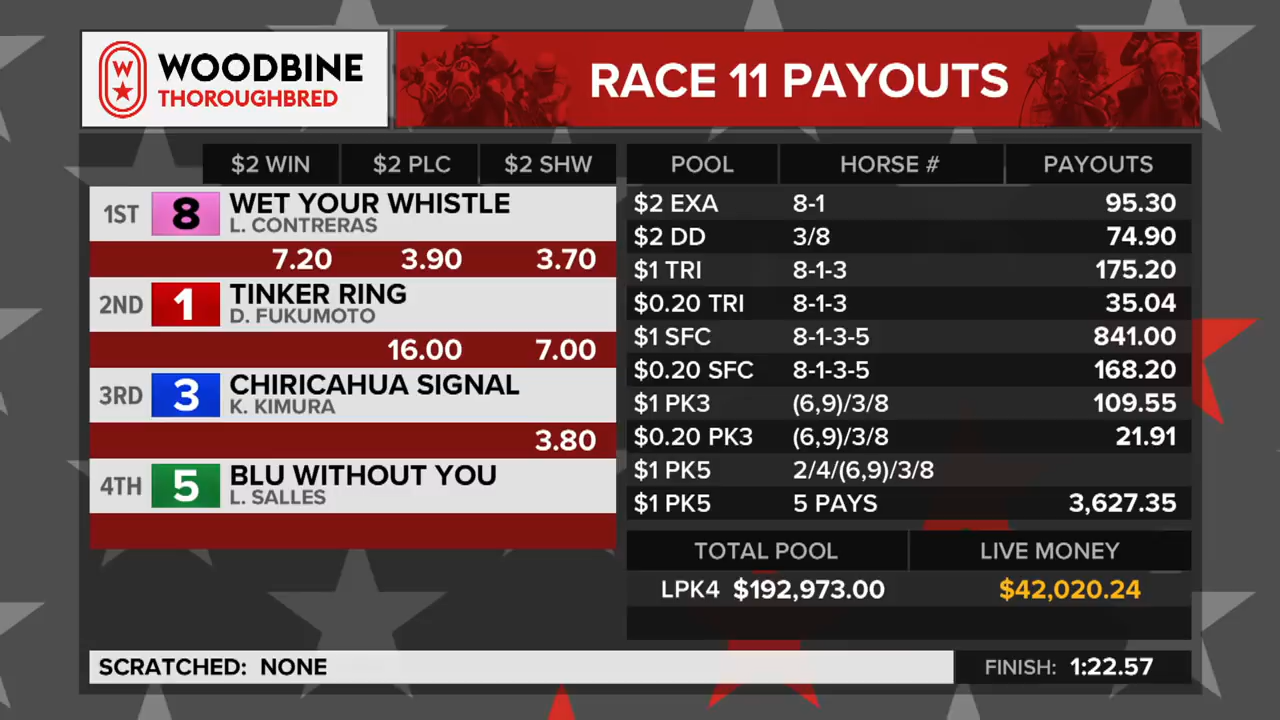 W
WOODBINE
THOROUGHBRED
RACE 11 PAYOUTS
$2 WIN $2 PLC $2 SHW
1ST 8 WET YOUR WHISTLE
L. CONTRERAS
7.20 3.90 3.70
2ND 1 TINKER RING
D. FUKUMOTO
16.00 7.00
3RD 3 CHIRICAHUA SIGNAL
K. KIMURA
3.80
4TH 5 BLU WITHOUT YOU
L. SALLES
POOL HORSE # PAYOUTS
$2 EXA 8-1 95.30
$2 DD 3/8 74.90
$1 TRI 8-1-3 175.20
$0.20 TRI 8-1-3 35.04
$1 SFC 8-1-3-5 841.00
$0.20 SFC 8-1-3-5 168.20
$1 PK3 (6,9)/3/8 109.55
$0.20 PK3 (6,9)/3/8 21.91
$1 PK5 2/4/(6,9)/3/8
$1 PK5 5 PAYS 3,627.35
TOTAL POOL LIVE MONEY
LPK4 $192,973.00 $42,020.24
SCRATCHED: NONE
FINISH: 1:22.57